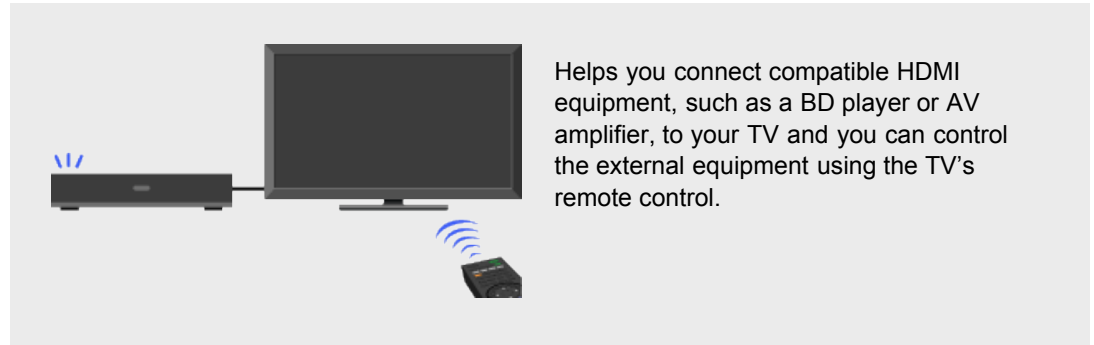 Helps you connect compatible HDMI
equipment, such as a BD player or AV
amplifier, to your TV and you can control
the external equipment using the TV’s
remote control.